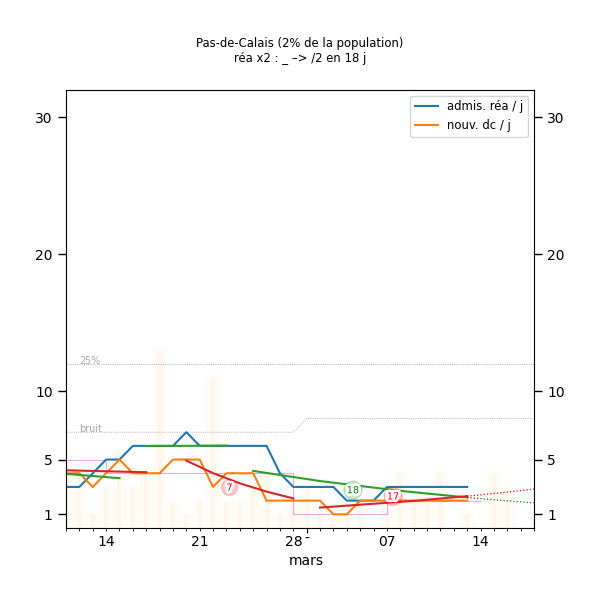 Pas-de-Calais (2% de la population)
réa x2 : _ –> /2 en 18 j
admis. réa / j
nouv. dc / j
30 30
20 20
25%
10 10
bruit
5 5
7 18 17
1 1
14 21 28 07 14
mars